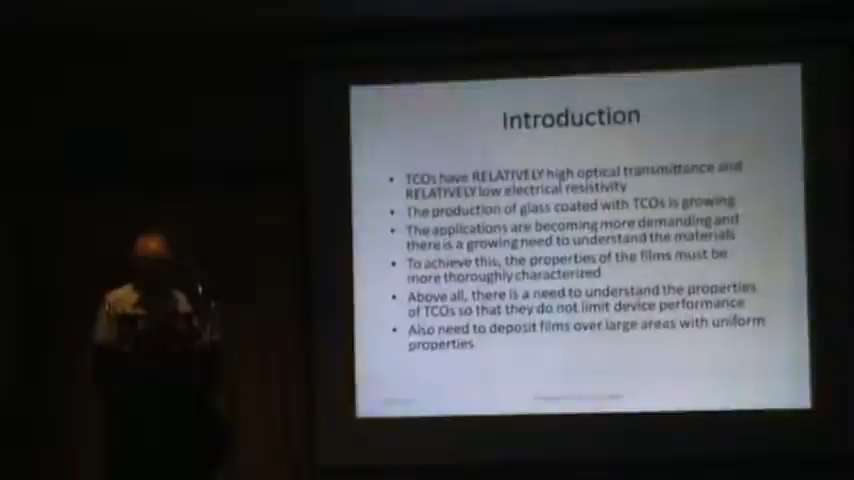 Introduction
• TCOs have RELATIVELY high optical transmittance and
RELATIVELY low electrical resistivity
• The production of glass coated with TCOs is growing
• The applications are becoming more demanding and
there is a growing need to understand the materials
• To achieve this, the properties of the films must be
more thoroughly characterized
• Above all, there is a need to understand the properties
of TCOs so that they do not limit device performance
• Also need to deposit films over large areas with uniform
properties